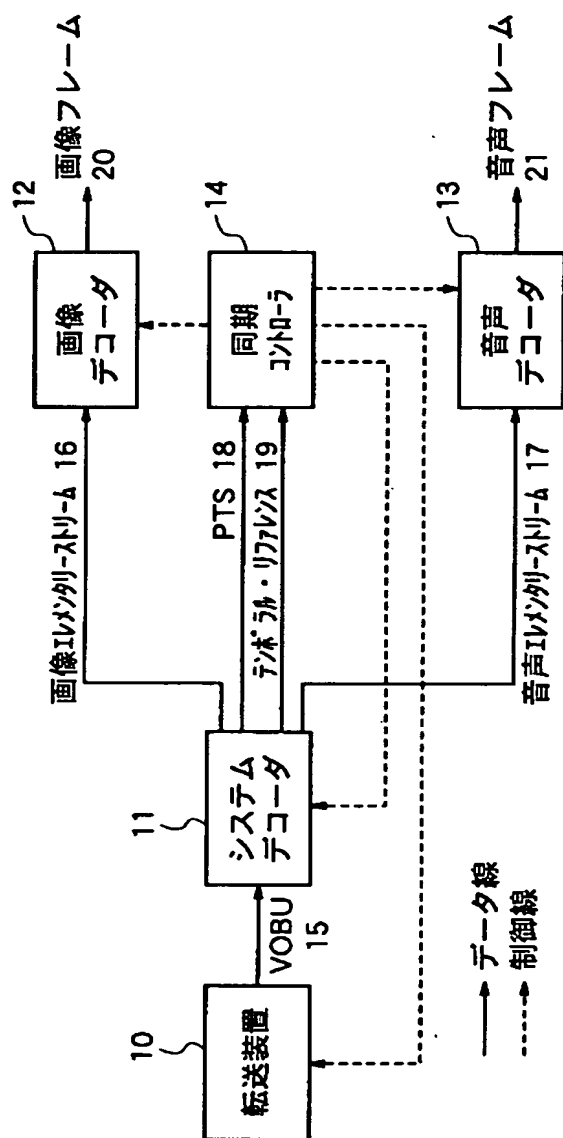 10
転送装置
VOBU
15
11
システム
デコーダ
画像エレメンタリーストリーム 16
PTS 18
テンポラル・リファレンス 19
音声エレメンタリーストリーム 17
12
画像
デコーダ
画像フレーム
20
14
同期
コントローラ
13
音声
デコーダ
音声フレーム
21
データ線
制御線